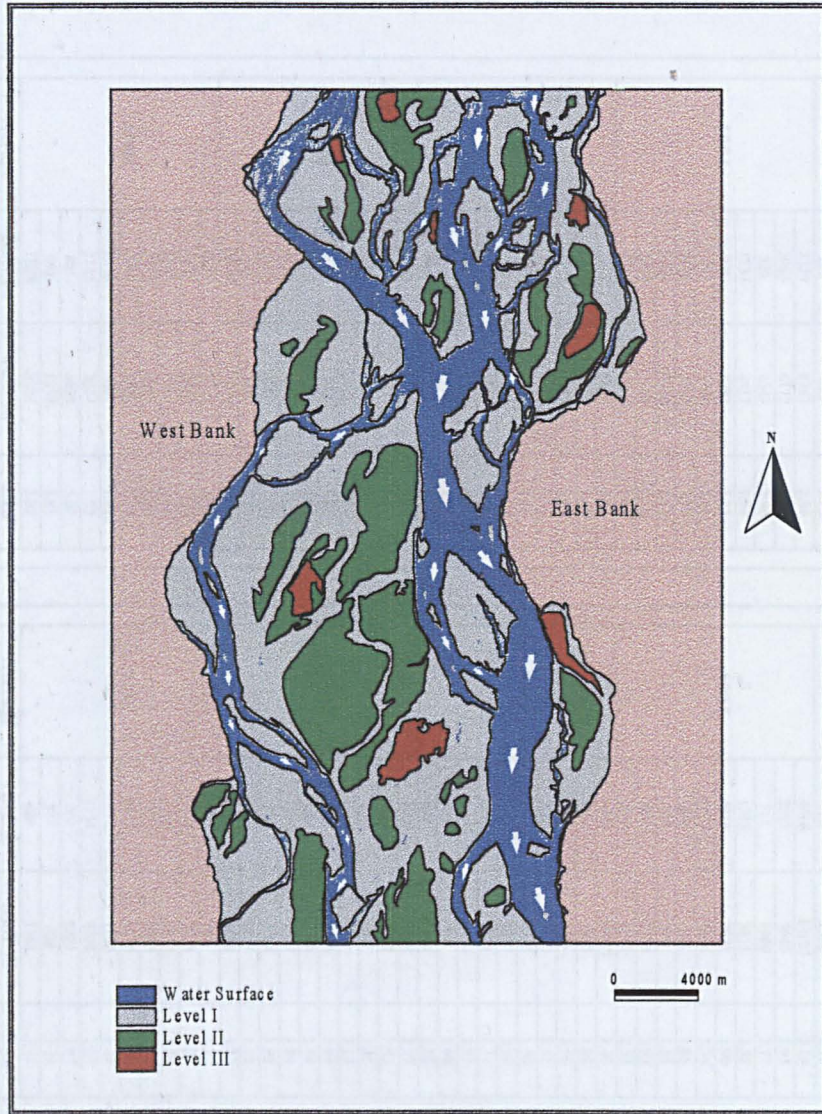 West Bank
N
East Bank
0 4000 m
Water Surface
Level I
Level II
Level III